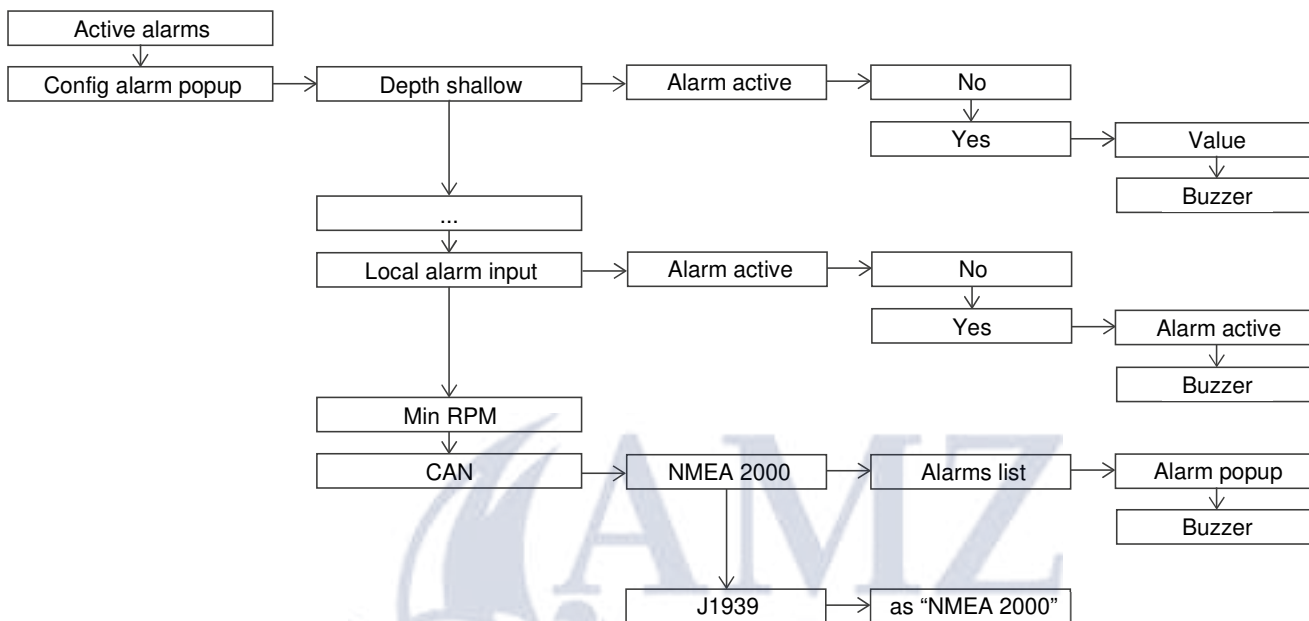 Active alarms
Config alarm popup
Depth shallow
Alarm active
No
Yes
Value
Buzzer
...
Local alarm input
Alarm active
No
Yes
Alarm active
Buzzer
Min RPM
CAN
NMEA 2000
Alarms list
Alarm popup
Buzzer
J1939
as “NMEA 2000”
AMZ